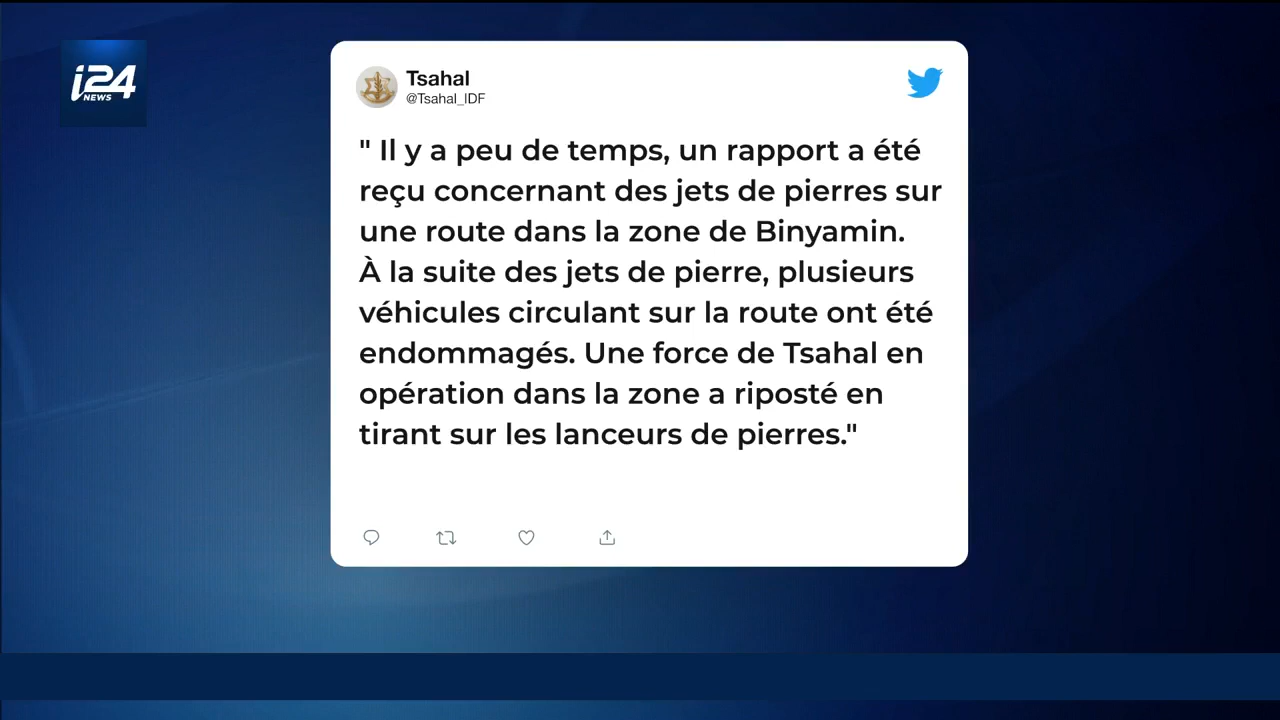 i24
NEWS
Tsahal
@Tsahal_IDF
" Il y a peu de temps, un rapport a été
reçu concernant des jets de pierres sur
une route dans la zone de Binyamin.
À la suite des jets de pierre, plusieurs
véhicules circulant sur la route ont été
endommagés. Une force de Tsahal en
opération dans la zone a riposté en
tirant sur les lanceurs de pierres."